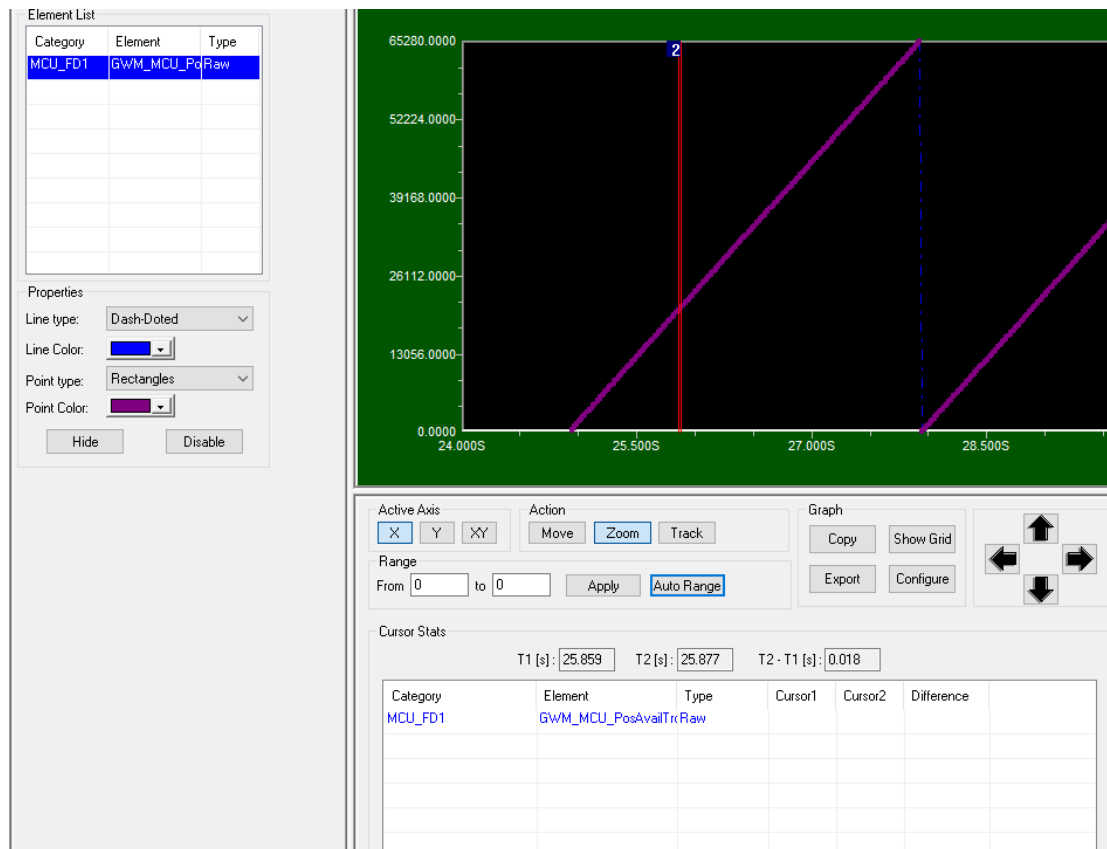 Element List
Category Element Type
MCU_FD1 GWM_MCU_Po Raw
Properties
Line type: Dash-Doted
Line Color:
Point type: Rectangles
Point Color:
Hide Disable
65280.0000
2
52224.0000
39168.0000
26112.0000
13056.0000
0.0000
24.000S 25.500S 27.000S 28.500S
Active Axis Action Graph
X Y XY Move Zoom Track Copy Show Grid
Range
From 0 to 0 Apply Auto Range Export Configure
Cursor Stats
T1 [s] : 25.859 T2 [s] : 25.877 T2 - T1 [s] : 0.018
Category Element Type Cursor1 Cursor2 Difference
MCU_FD1 GWM_MCU_PosAvailTr Raw